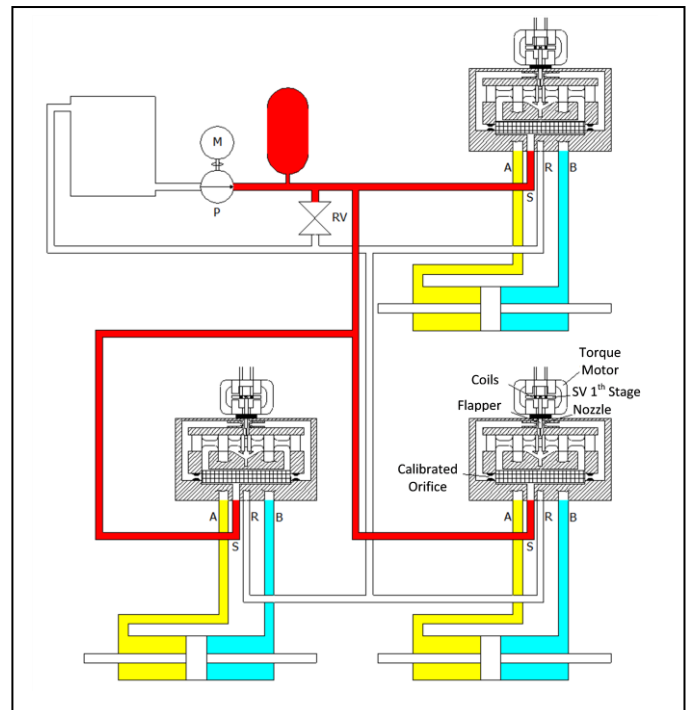 M
P
RV
A
R
B
S
Torque
Motor
Coils
SV 1th Stage
Flapper
Nozzle
Calibrated
Orifice
A
R
B
S
A
R
B
S